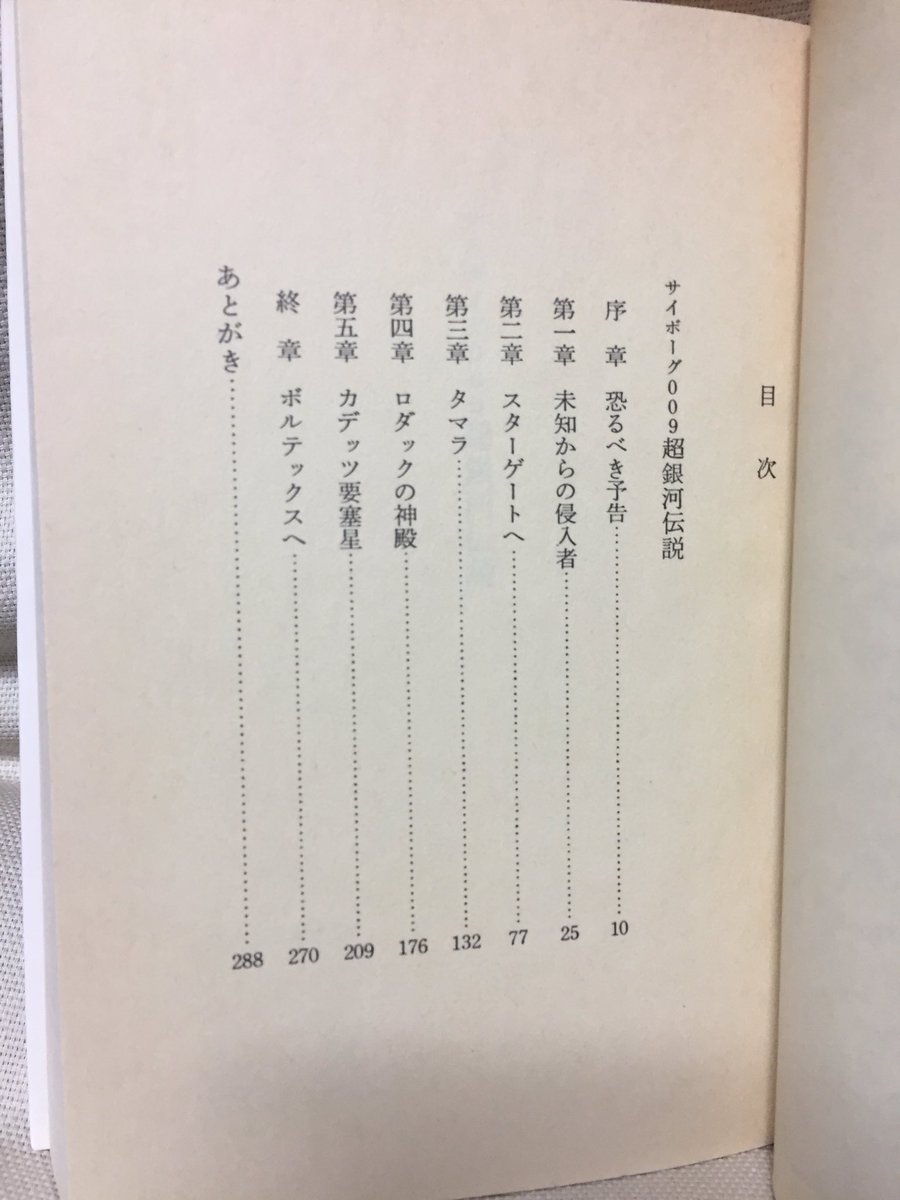 目次
サイボーグ009超銀河伝説
序章 恐るべき予告……………10
第一章 未知からの侵入者……………25
第二章 スターゲートへ……………77
第三章 タマラ……………132
第四章 ロダックの神殿……………176
第五章 カデッツ要塞星……………209
終章 ボルテックスへ……………270
あとがき……………288